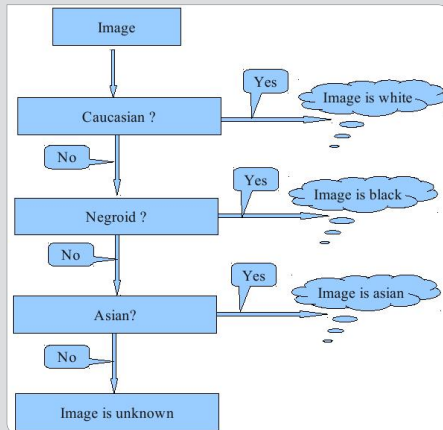 Image
Yes
Image is white
Caucasian ?
No
Yes
Image is black
Negroid ?
No
Yes
Image is asian
Asian?
No
Image is unknown